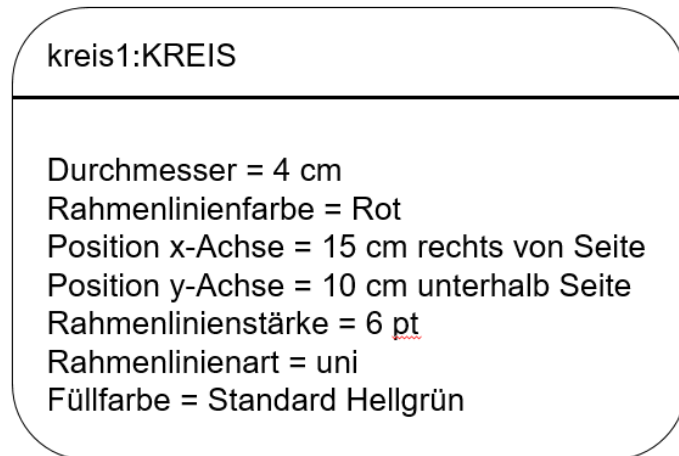 kreis1:KREIS
Durchmesser = 4 cm
Rahmenlinienfarbe = Rot
Position x-Achse = 15 cm rechts von Seite
Position y-Achse = 10 cm unterhalb Seite
Rahmenlinienstärke = 6 pt
Rahmenlinienart = uni
Füllfarbe = Standard Hellgrün